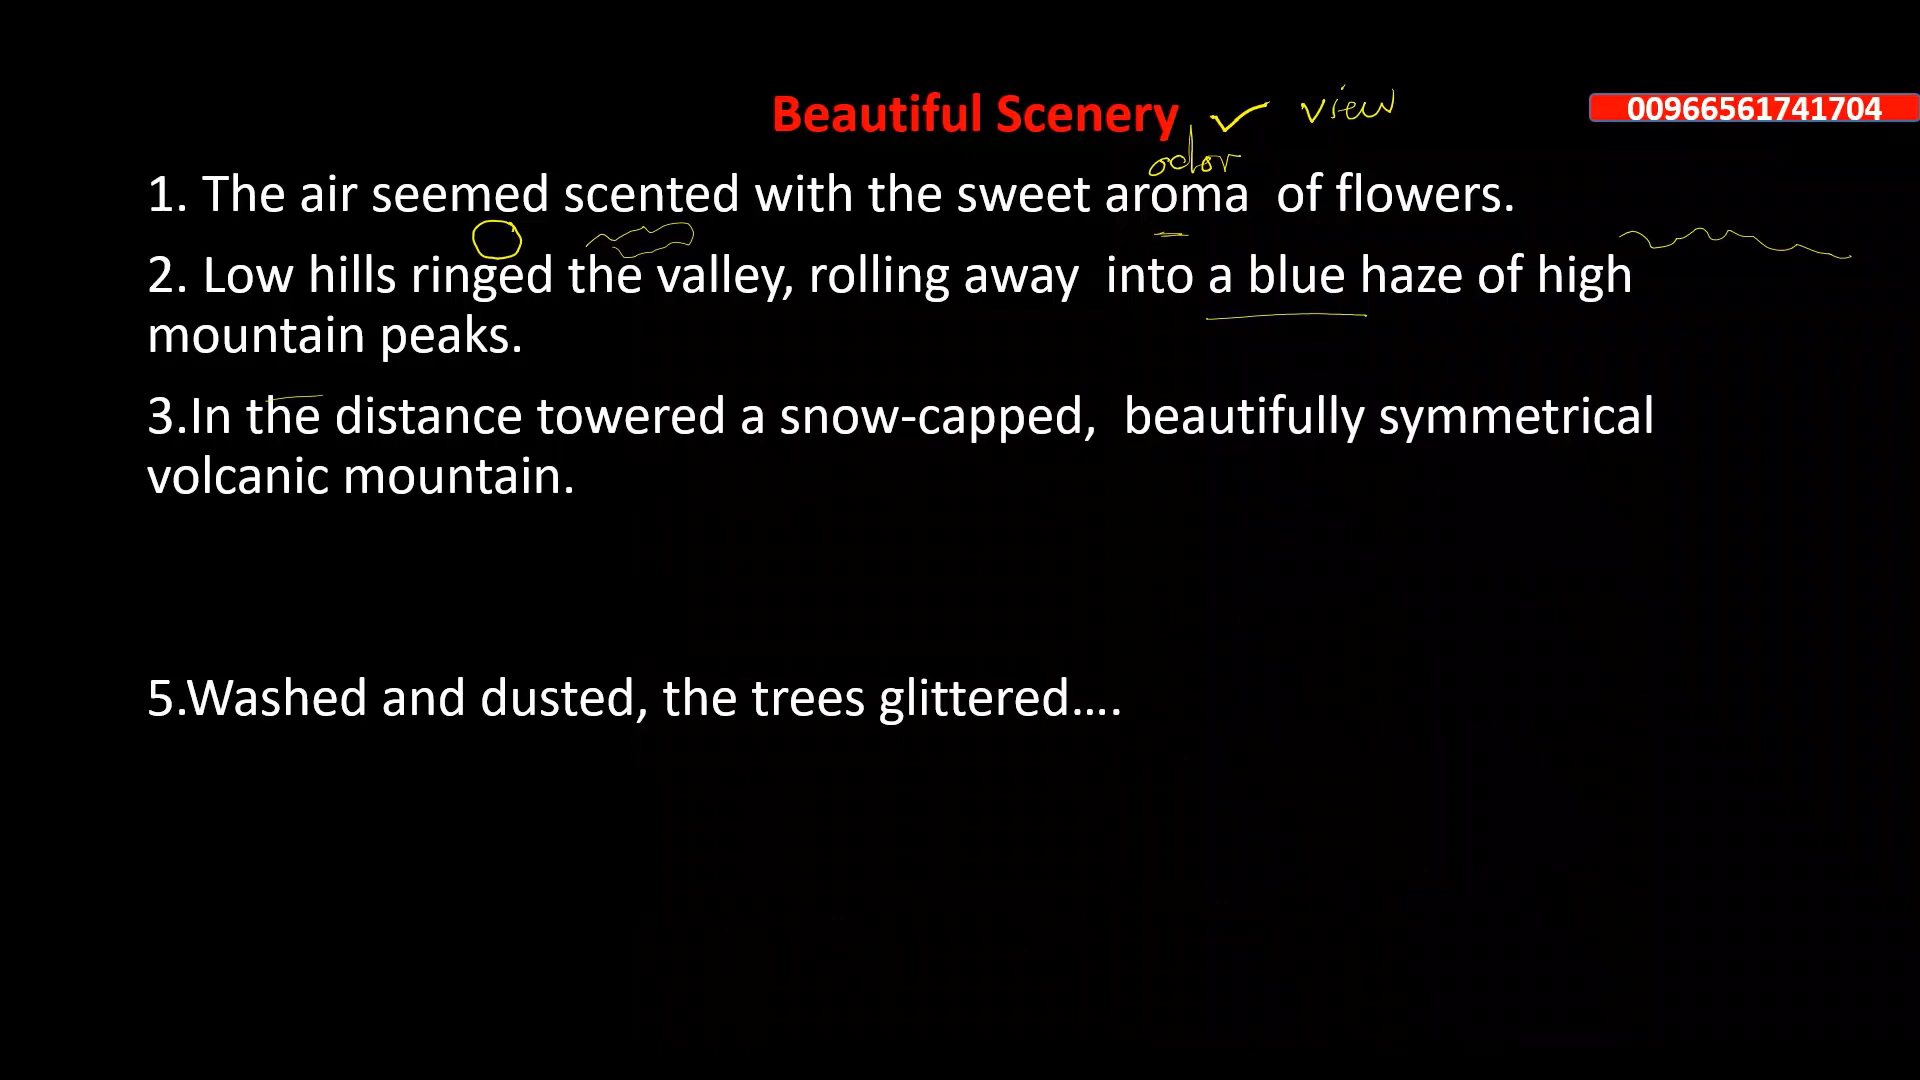 Beautiful Scenery view
00966561741704
odor
1. The air seemed scented with the sweet aroma of flowers.
2. Low hills ringed the valley, rolling away into a blue haze of high
mountain peaks.
3.In the distance towered a snow-capped, beautifully symmetrical
volcanic mountain.
5.Washed and dusted, the trees glittered....